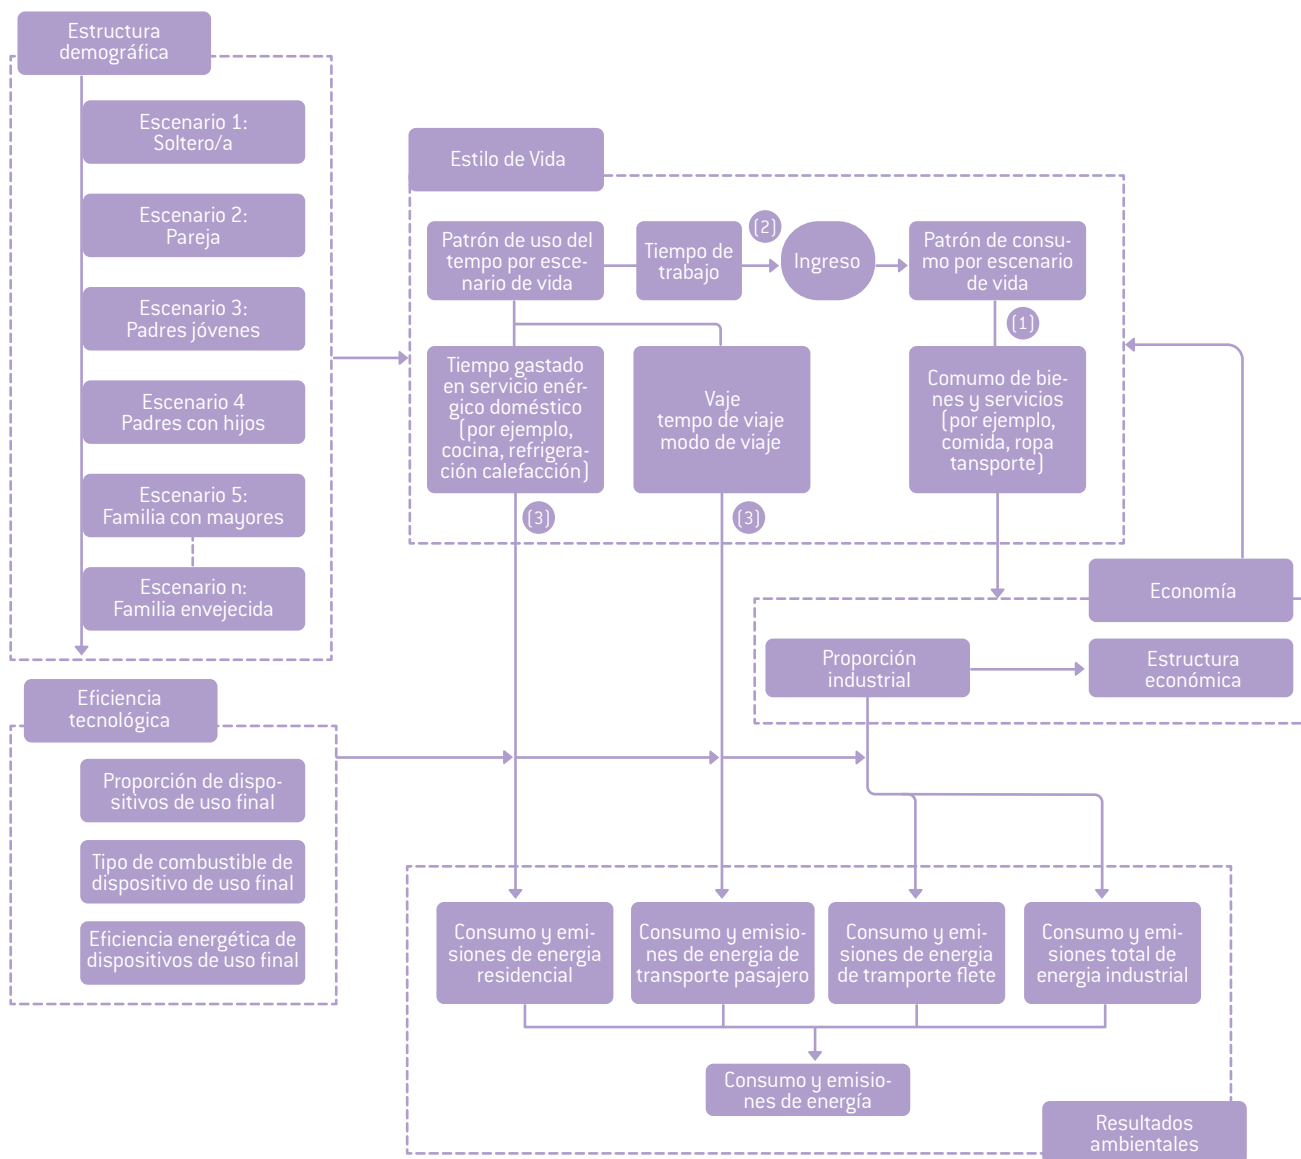 Estructura
demográfica
Escenario 1:
Soltero/a
Escenario 2:
Pareja
Escenario 3:
Padres jóvenes
Escenario 4
Padres con hijos
Escenario 5:
Familia con mayores
Escenario n:
Familia envejecida
Estilo de Vida
Patrón de uso del
tempo por esce-
nario de vida
Tiempo de
trabajo
(2)
Ingreso
Patrón de consu-
mo por escenario
de vida
(1)
Tiempo gastado
en servicio enér-
gico doméstico
(por ejemplo,
cocina, refrigera-
ción calefacción)
Vaje
tempo de viaje
modo de viaje
Comumo de bie-
nes y servicios
(por ejemplo,
comida, ropa
tansporte)
(3)
(3)
Economía
Proporción
industrial
Estructura
económica
Eficiencia
tecnológica
Proporción de dispo-
sitivos de uso final
Tipo de combustible de
dispositivo de uso final
Eficiencia energética de
dispositivos de uso final
Consumo y emi-
siones de energia
residencial
Consumo y emisio-
nes de energia de
transporte pasajero
Consumo y emi-
siones de energia
de tramporte flete
Consumo y emi-
siones total de
energia industrial
Consumo y emisio-
nes de energía
Resultados
ambientales